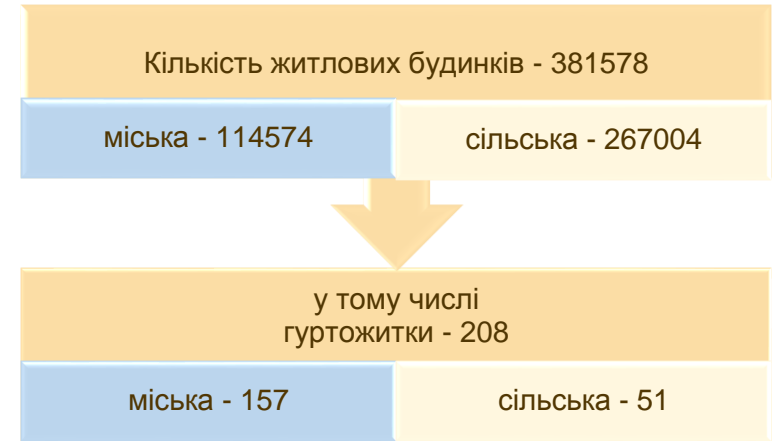 Кількість житлових будинків - 381578
міська - 114574
сільська - 267004
у тому числі
гуртожитки - 208
міська - 157
сільська - 51